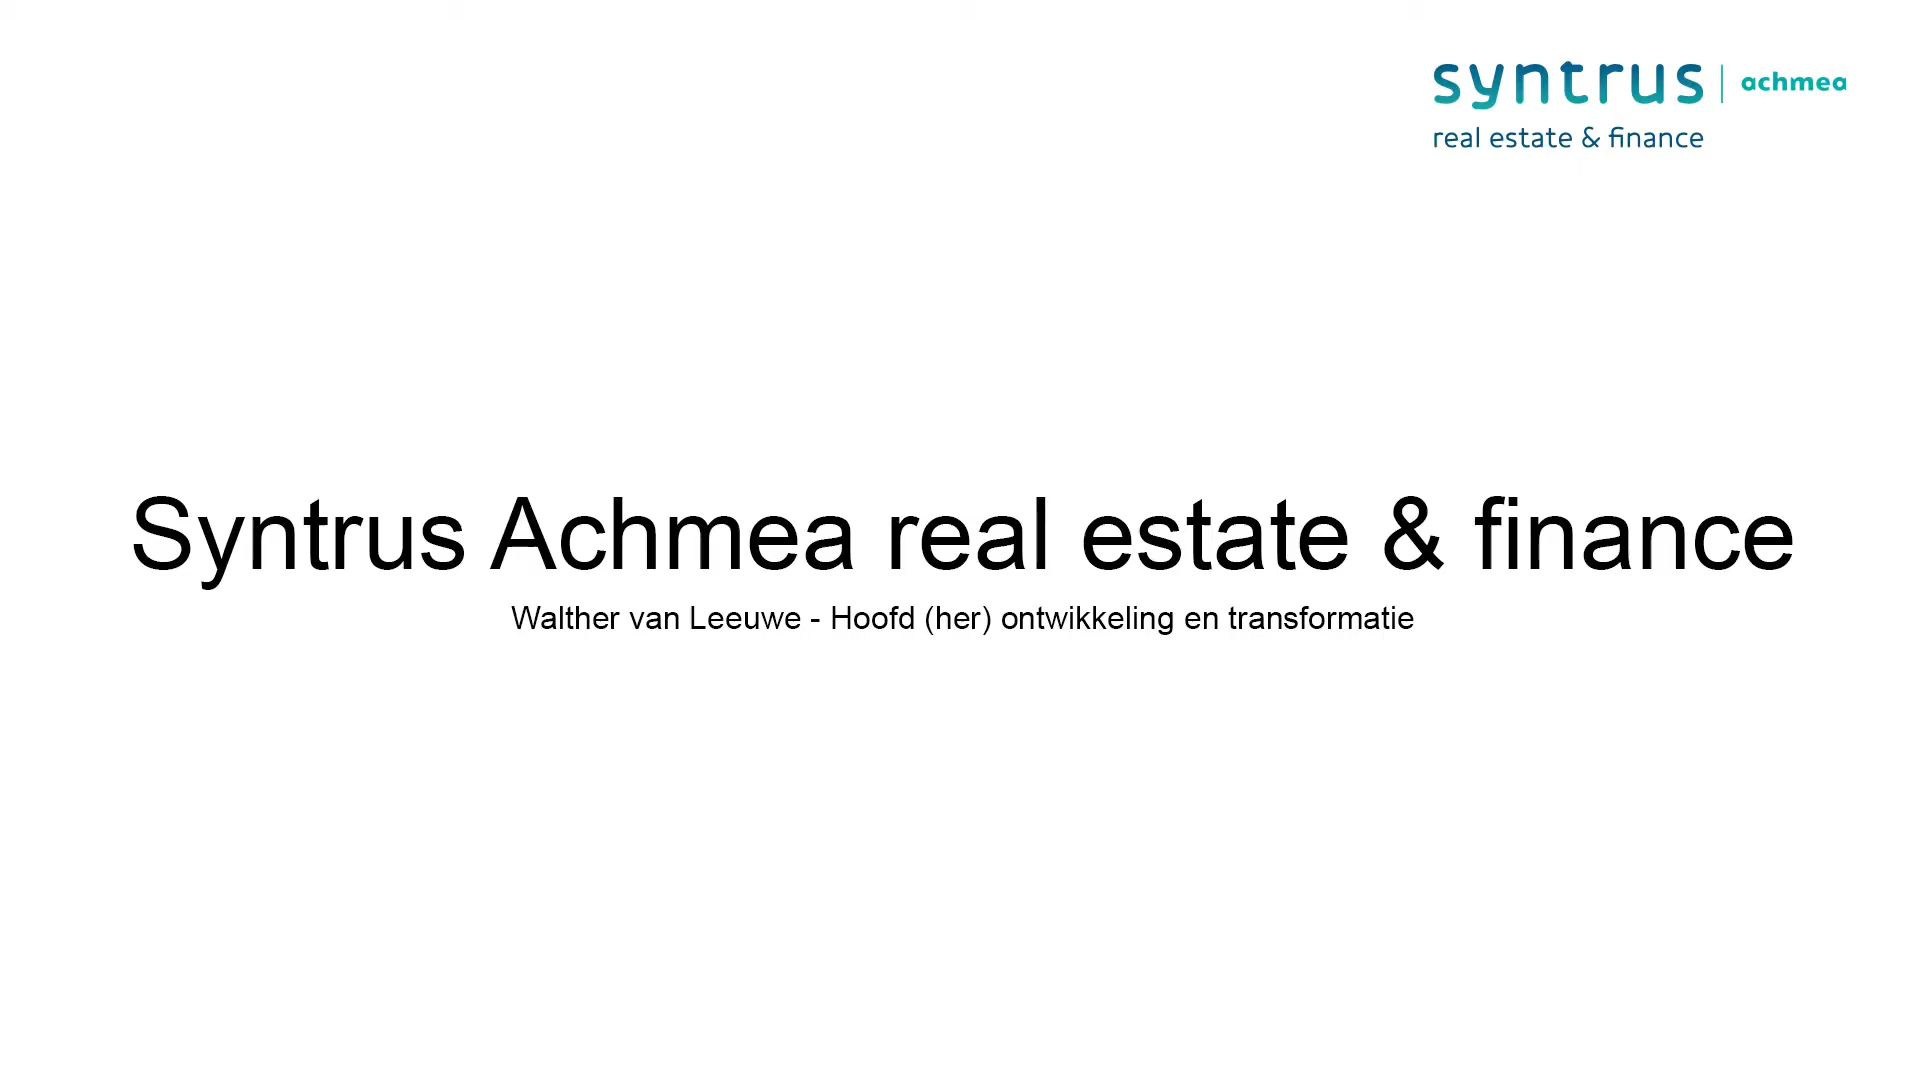 syntrus | achmea
real estate & finance
Syntrus Achmea real estate & finance
Walther van Leeuwe - Hoofd (her) ontwikkeling en transformatie